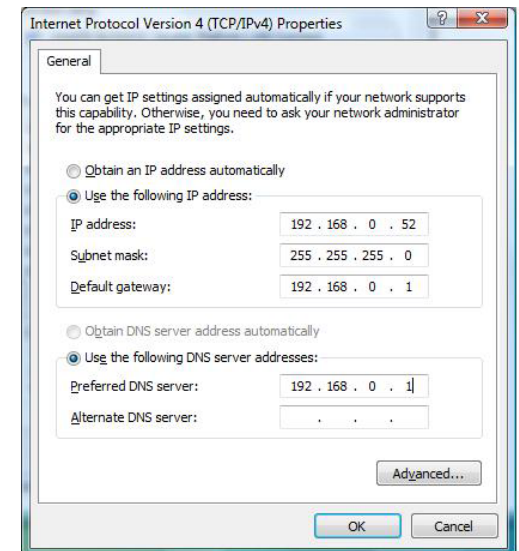 Internet Protocol Version 4 (TCP/IPv4) Properties
General
You can get IP settings assigned automatically if your network supports
this capability. Otherwise, you need to ask your network administrator
for the appropriate IP settings.
Obtain an IP address automatically
Use the following IP address:
IP address: 192 . 168 . 0 . 52
Subnet mask: 255 . 255 . 255 . 0
Default gateway: 192 . 168 . 0 . 1
Obtain DNS server address automatically
Use the following DNS server addresses:
Preferred DNS server: 192 . 168 . 0 . 1
Alternate DNS server: . . .
Advanced...
OK Cancel